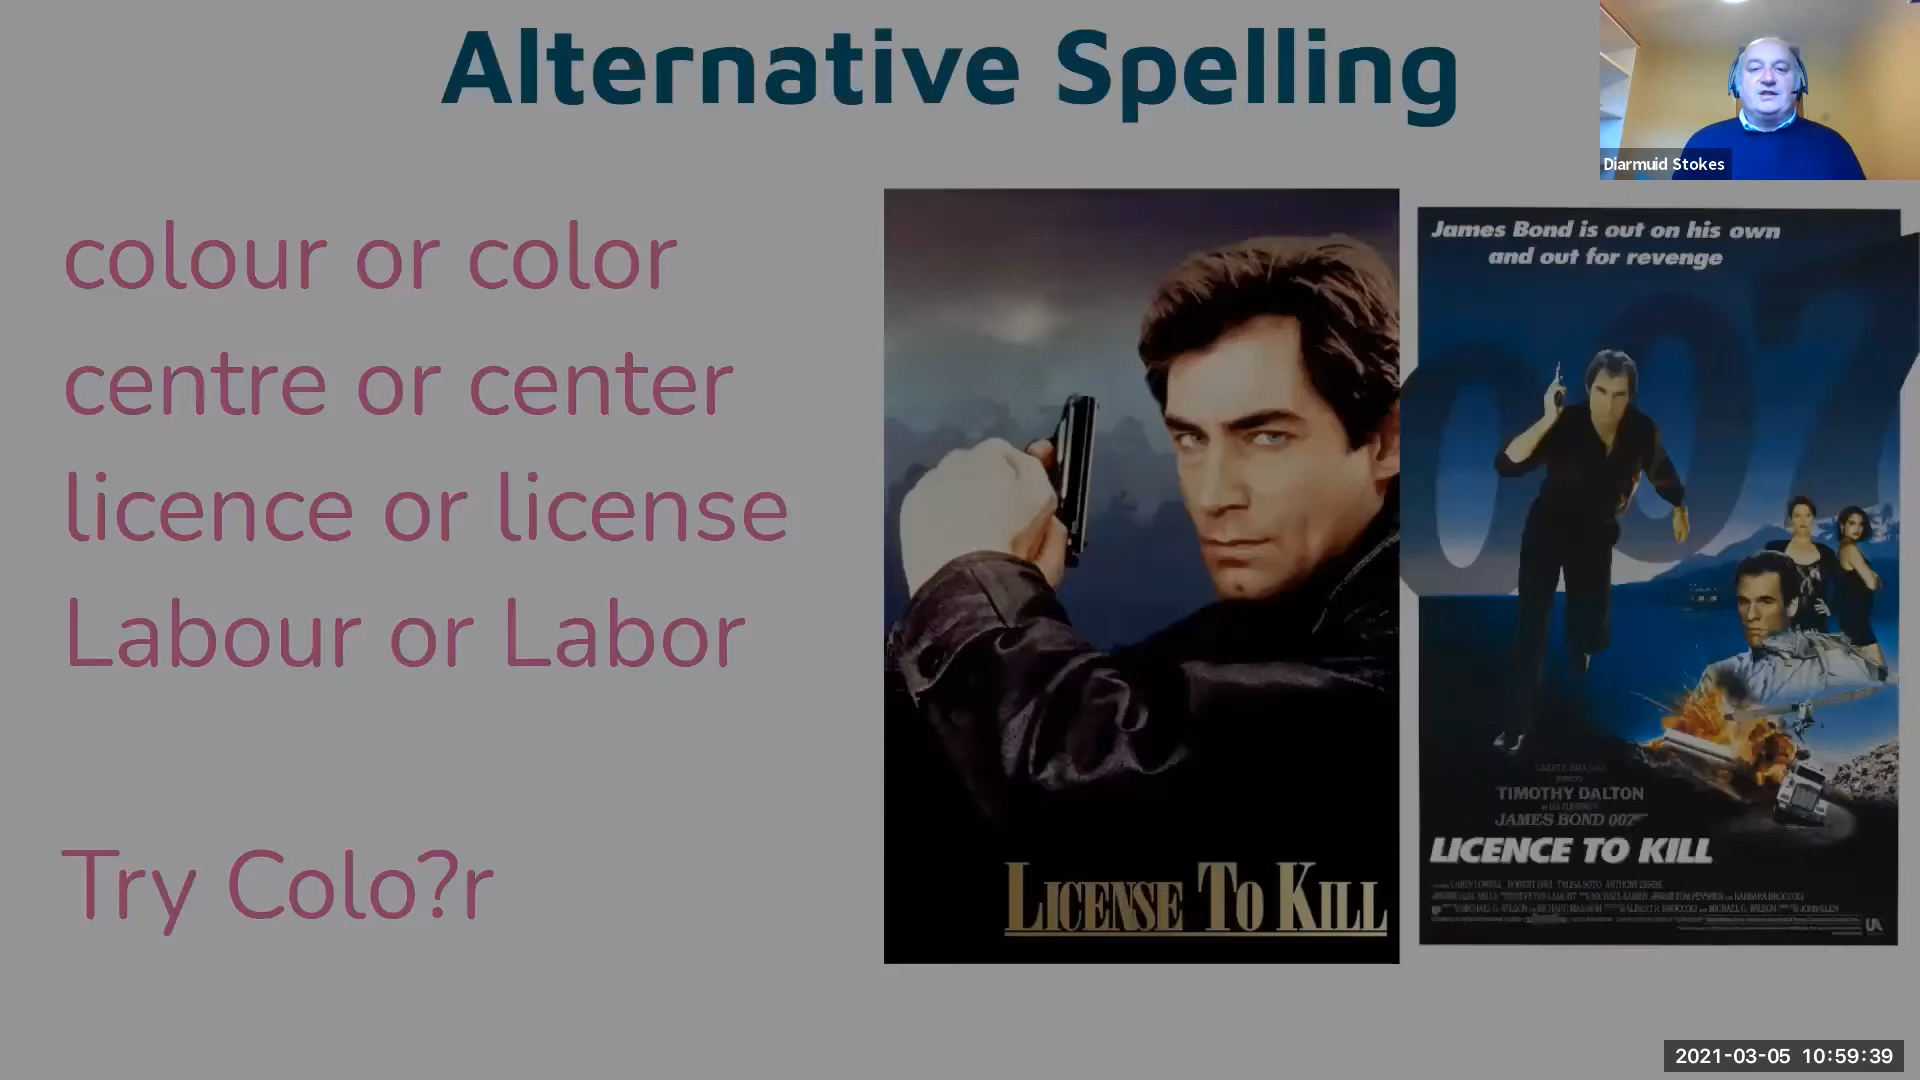 Alternative Spelling
Diarmuid Stokes
colour or color
centre or center
licence or license
Labour or Labor
Try Colo?r
LICENSE TO KILL
James Bond is out on his own
and out for revenge
007
TIMOTHY DALTON
JAMES BOND 007
LICENCE TO KILL
2021-03-05 10:59:39